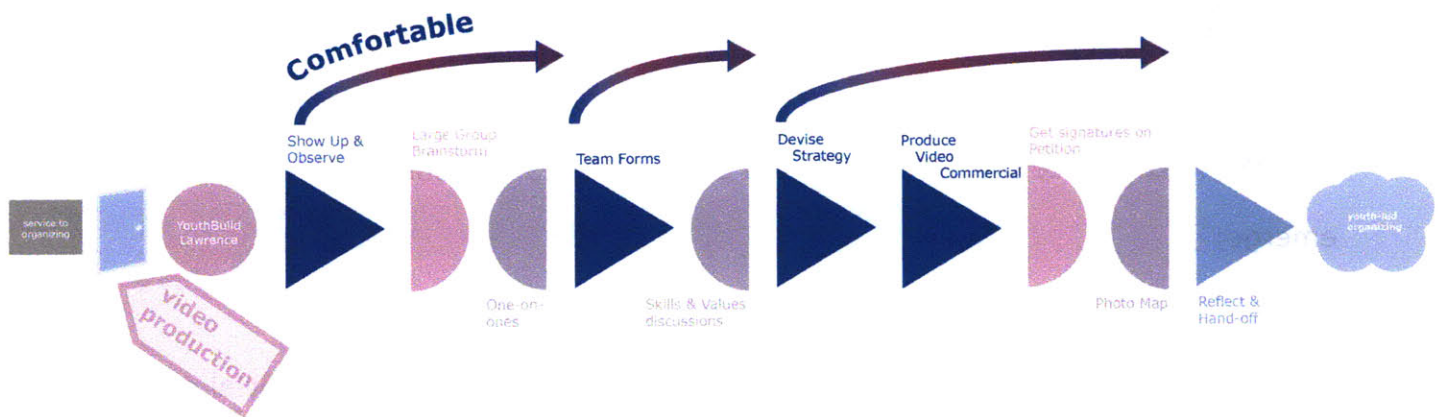 Comfortable
Show Up &
Observe
Large Group
Brainstorm
Team Forms
Devise
Strategy
Produce
Video
Commercial
Get signatures on
Petition
service to
organizing
YouthBuild
Lawrence
youth-led
organizing
One-on-
ones
Skills & Values
discussions
Photo Map
Reflect &
Hand-off
video
production